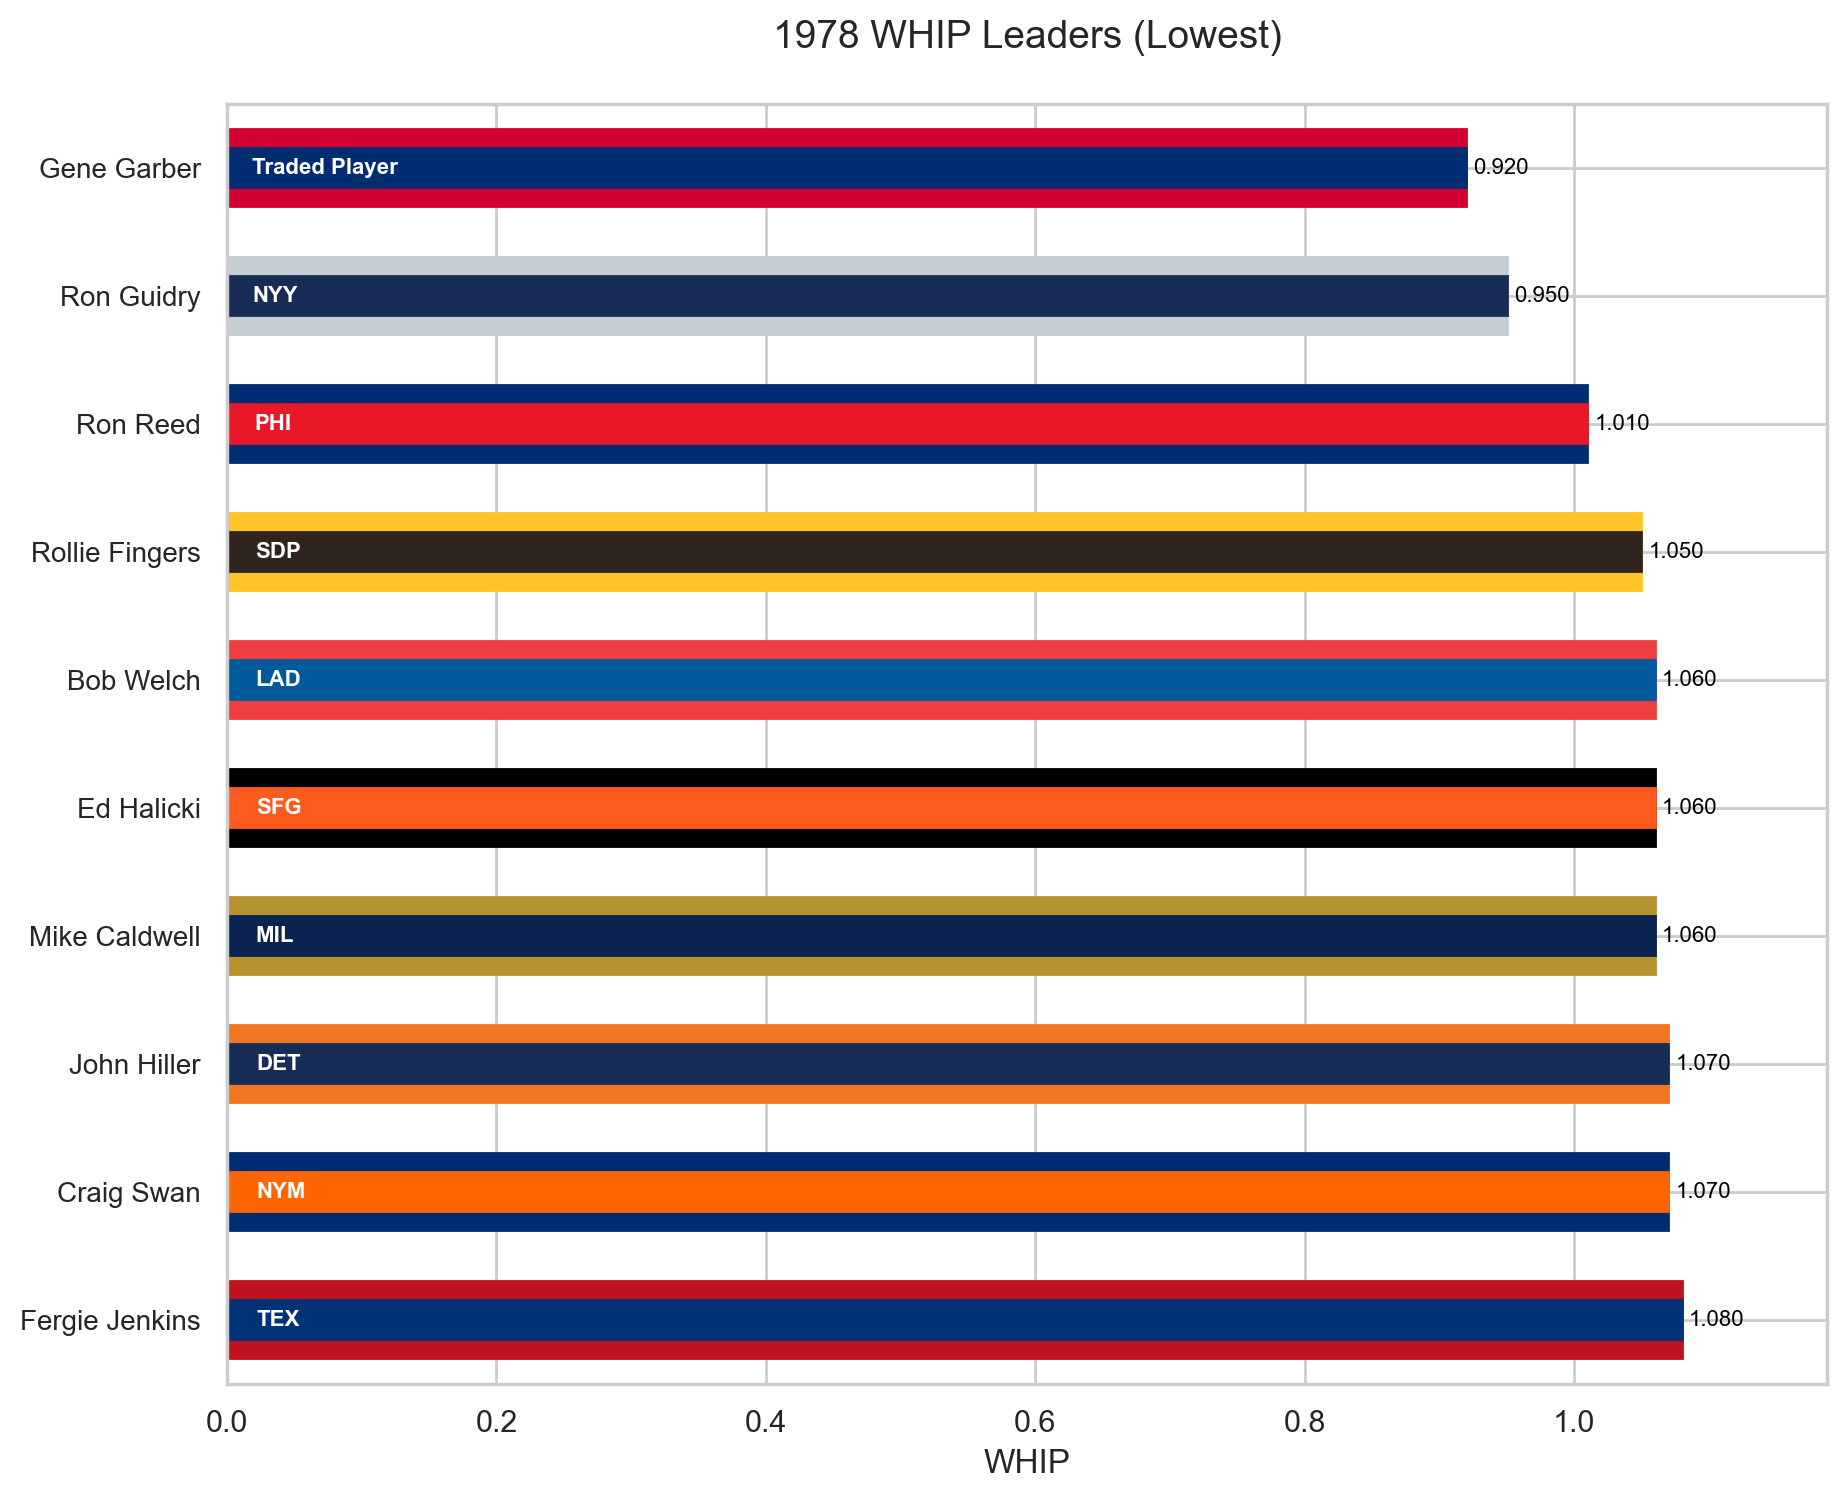 1978 WHIP Leaders (Lowest)
Gene Garber Traded Player 0.920
Ron Guidry NYY 0.950
Ron Reed PHI 1.010
Rollie Fingers SDP 1.050
Bob Welch LAD 1.060
Ed Halicki SFG 1.060
Mike Caldwell MIL 1.060
John Hiller DET 1.070
Craig Swan NYM 1.070
Fergie Jenkins TEX 1.080
0.0 0.2 0.4 0.6 0.8 1.0
WHIP